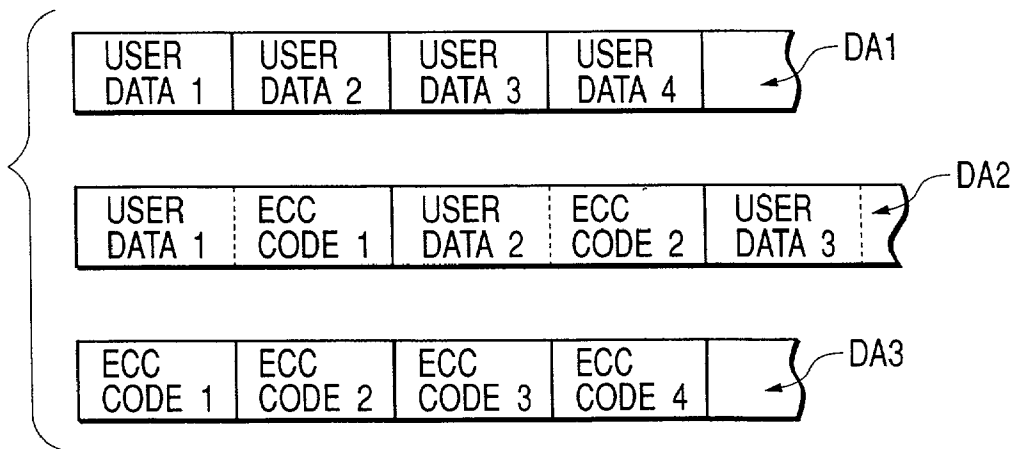 USER DATA 1 USER DATA 2 USER DATA 3 USER DATA 4 DA1
USER DATA 1 ECC CODE 1 USER DATA 2 ECC CODE 2 USER DATA 3 DA2
ECC CODE 1 ECC CODE 2 ECC CODE 3 ECC CODE 4 DA3